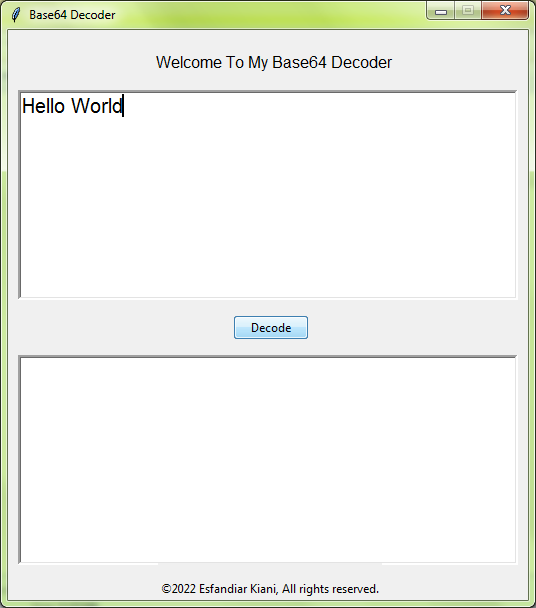 Base64 Decoder
Welcome To My Base64 Decoder
Hello World
Decode
©2022 Esfandiar Kiani, All rights reserved.